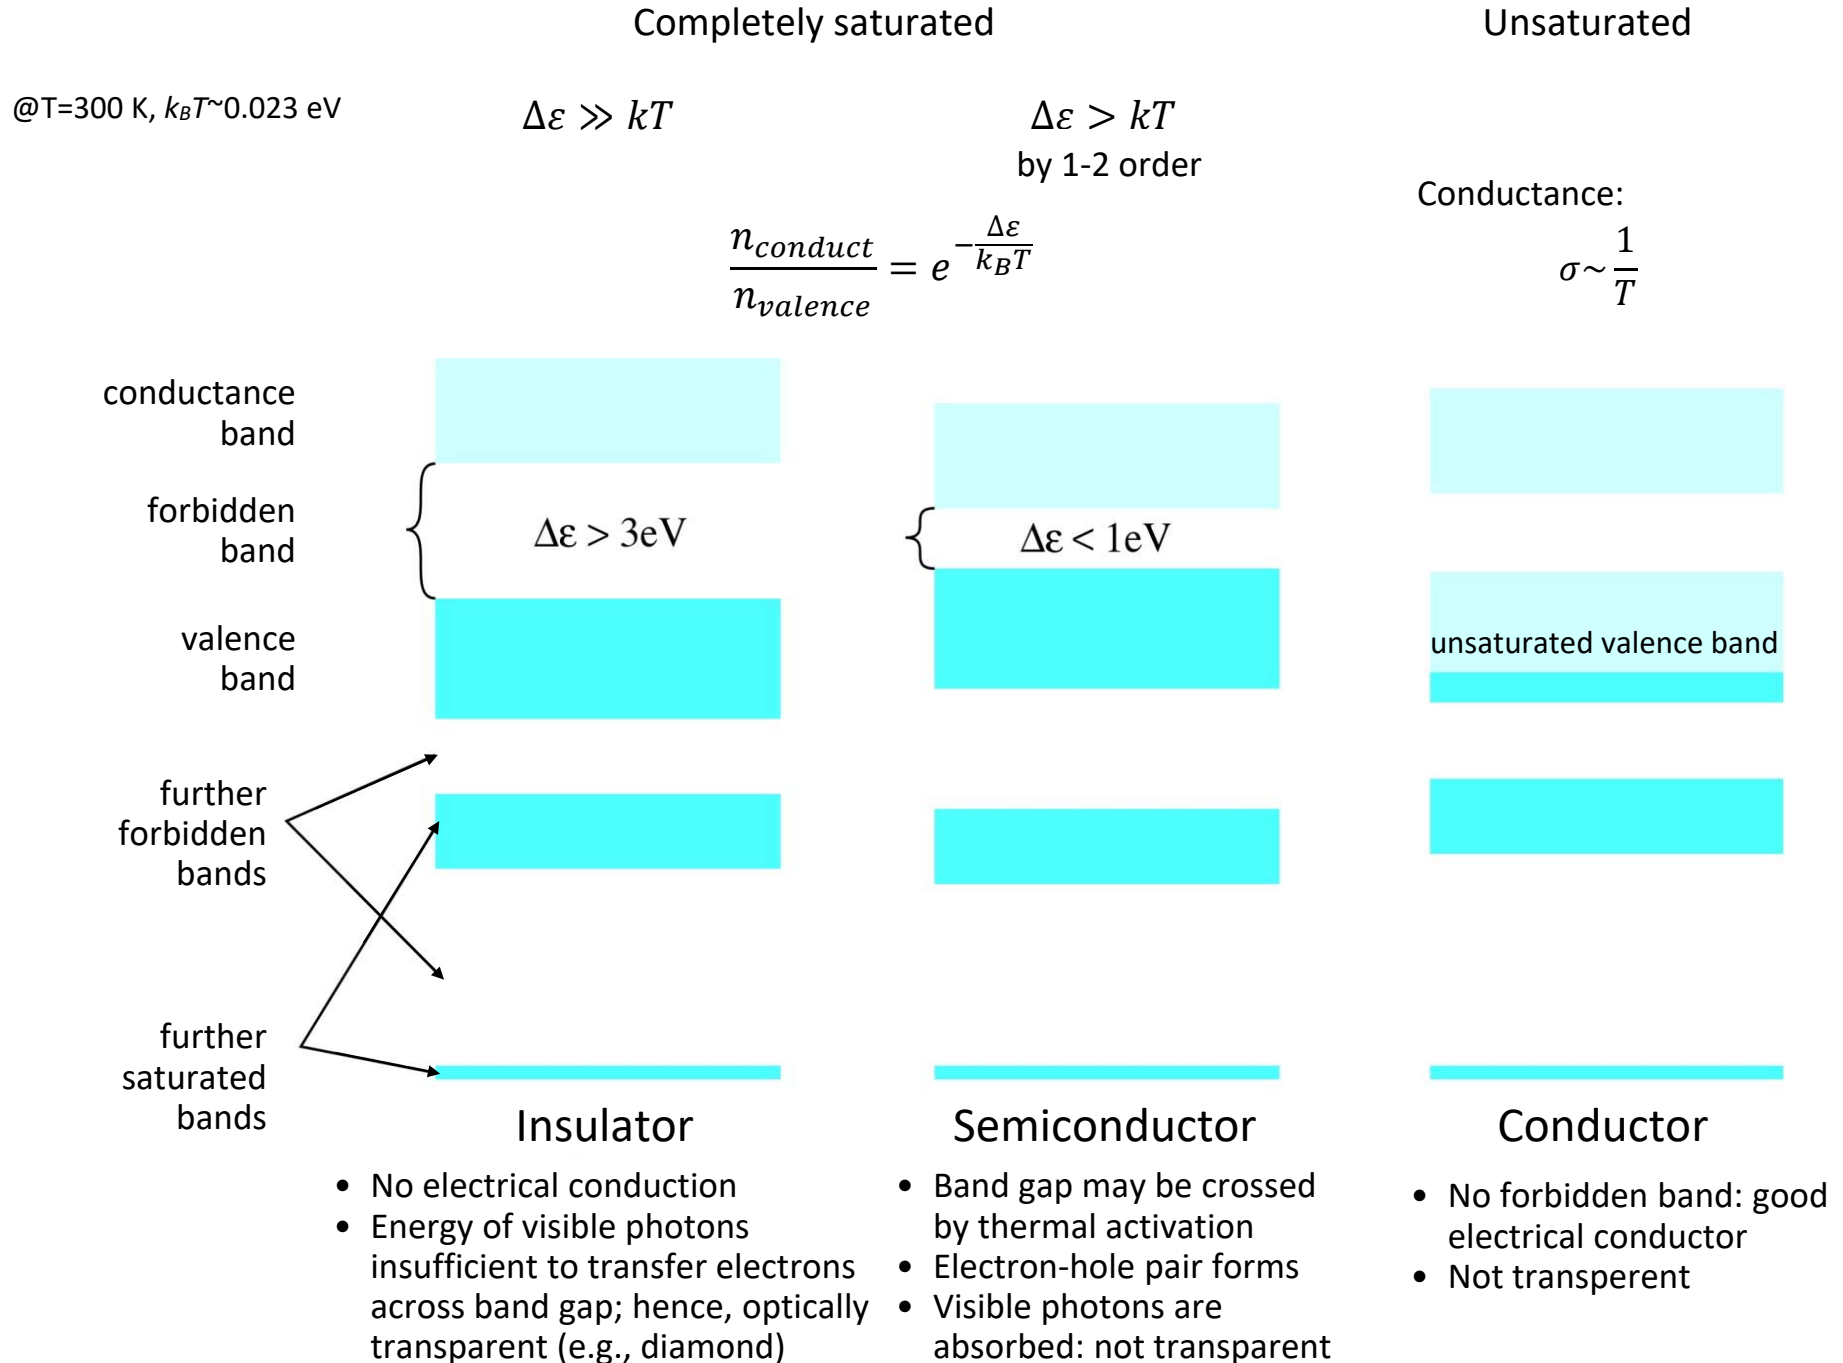 Completely saturated
Unsaturated
@T=300 K, kBT~0.023 eV
Δε ≫ kT
Δε > kT
by 1-2 order
Conductance:
n_conduct / n_valence = e^(-Δε/k_BT)
σ~ 1/T
conductance
band
forbidden
band
Δε > 3eV
Δε < 1eV
valence
band
unsaturated valence band
further
forbidden
bands
further
saturated
bands
Insulator
• No electrical conduction
• Energy of visible photons
insufficient to transfer electrons
across band gap; hence, optically
transparent (e.g., diamond)
Semiconductor
• Band gap may be crossed
by thermal activation
• Electron-hole pair forms
• Visible photons are
absorbed: not transparent
Conductor
• No forbidden band: good
electrical conductor
• Not transperent